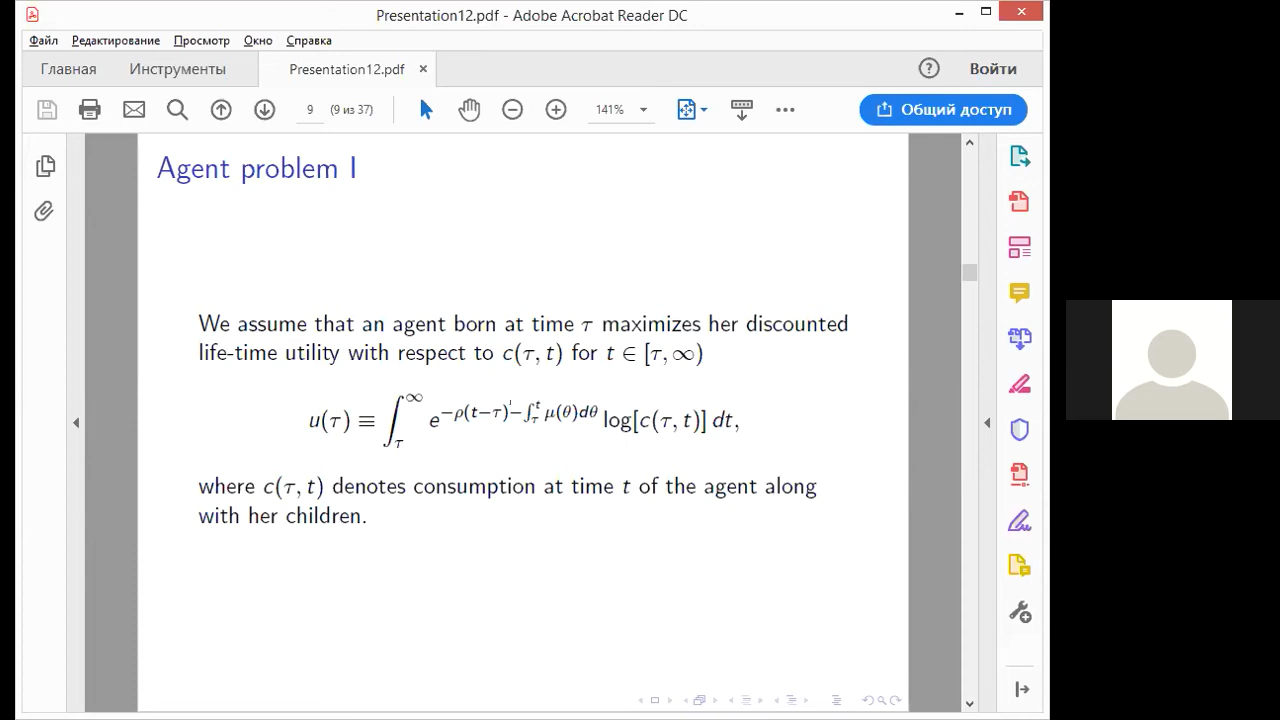 Presentation12.pdf - Adobe Acrobat Reader DC
Файл Редактирование Просмотр Окно Справка
Главная Инструменты Presentation12.pdf × ? Войти
9 (9 из 37) 141% Общий доступ
Agent problem I
We assume that an agent born at time τ maximizes her discounted
life-time utility with respect to c(τ, t) for t ∈ [τ, ∞)
u(τ) ≡ ∫_τ^∞ e^{−ρ(t−τ)−∫_τ^t μ(θ)dθ} log[c(τ, t)] dt,
where c(τ, t) denotes consumption at time t of the agent along
with her children.